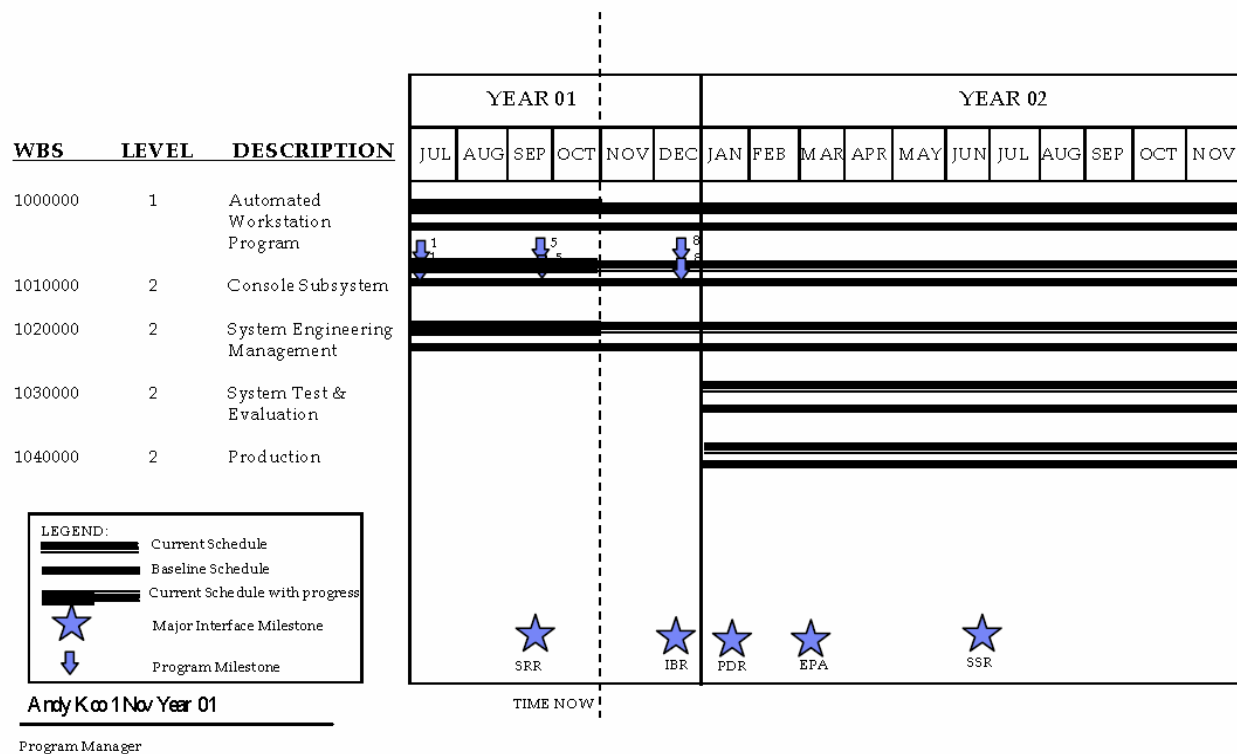 YEAR 01 YEAR 02
WBS LEVEL DESCRIPTION
JUL AUG SEP OCT NOV DEC JAN FEB MAR APR MAY JUN JUL AUG SEP OCT NOV
1000000 1 Automated
Workstation
Program
1 5 8
1 5 8
1010000 2 Console Subsystem
1020000 2 System Engineering
Management
1030000 2 System Test &
Evaluation
1040000 2 Production
LEGEND:
Current Schedule
Baseline Schedule
Current Schedule with progress
Major Interface Milestone
Program Milestone
SRR IBR PDR EPA SSR
Andy Koo 1 Nov Year 01
TIME NOW
Program Manager